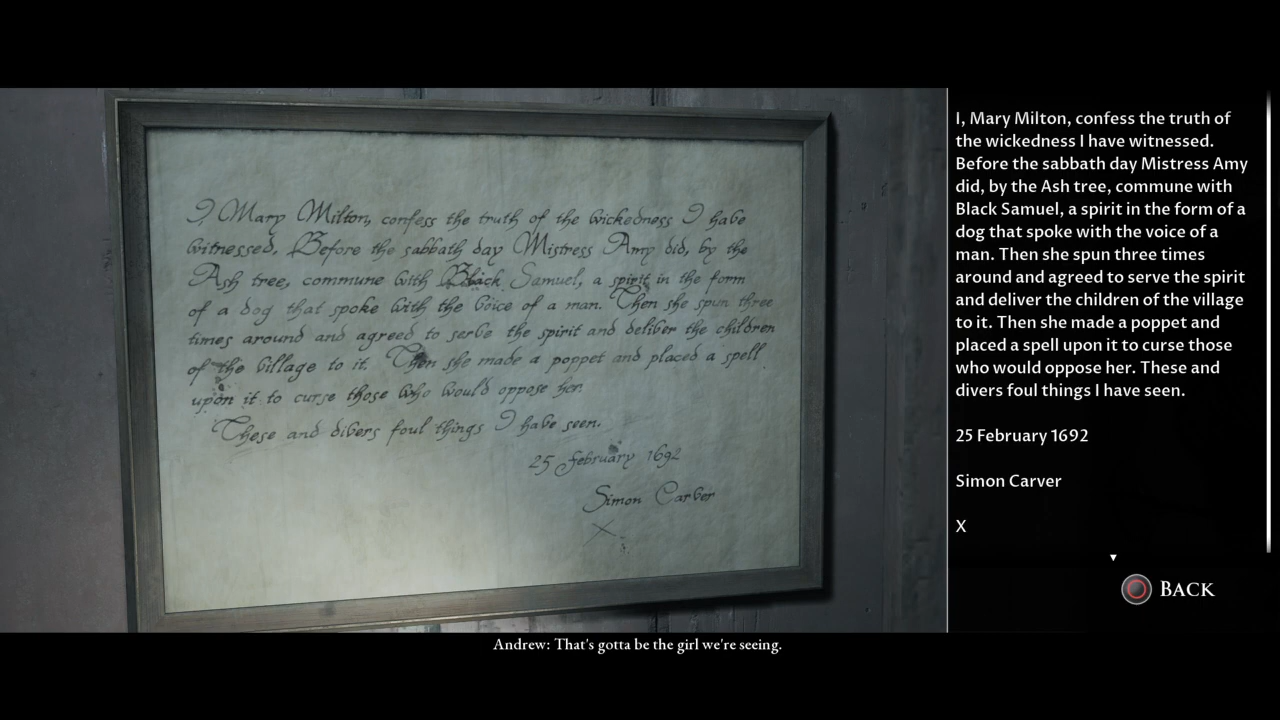 I Mary Milton, confess the truth of the wickedness I have
witnessed. Before the sabbath day Mistress Amy did, by the
Ash tree, commune with Black Samuel, a spirit in the form
of a dog that spoke with the voice of a man. Then she spun three
times around and agreed to serve the spirit and deliver the children
of the village to it. Then she made a poppet and placed a spell
upon it to curse those who would oppose her.
These and divers foul things I have seen.
25 February 1692
Simon Carver
X
I, Mary Milton, confess the truth of
the wickedness I have witnessed.
Before the sabbath day Mistress Amy
did, by the Ash tree, commune with
Black Samuel, a spirit in the form of a
dog that spoke with the voice of a
man. Then she spun three times
around and agreed to serve the spirit
and deliver the children of the village
to it. Then she made a poppet and
placed a spell upon it to curse those
who would oppose her. These and
divers foul things I have seen.
25 February 1692
Simon Carver
X
BACK
Andrew: That's gotta be the girl we're seeing.